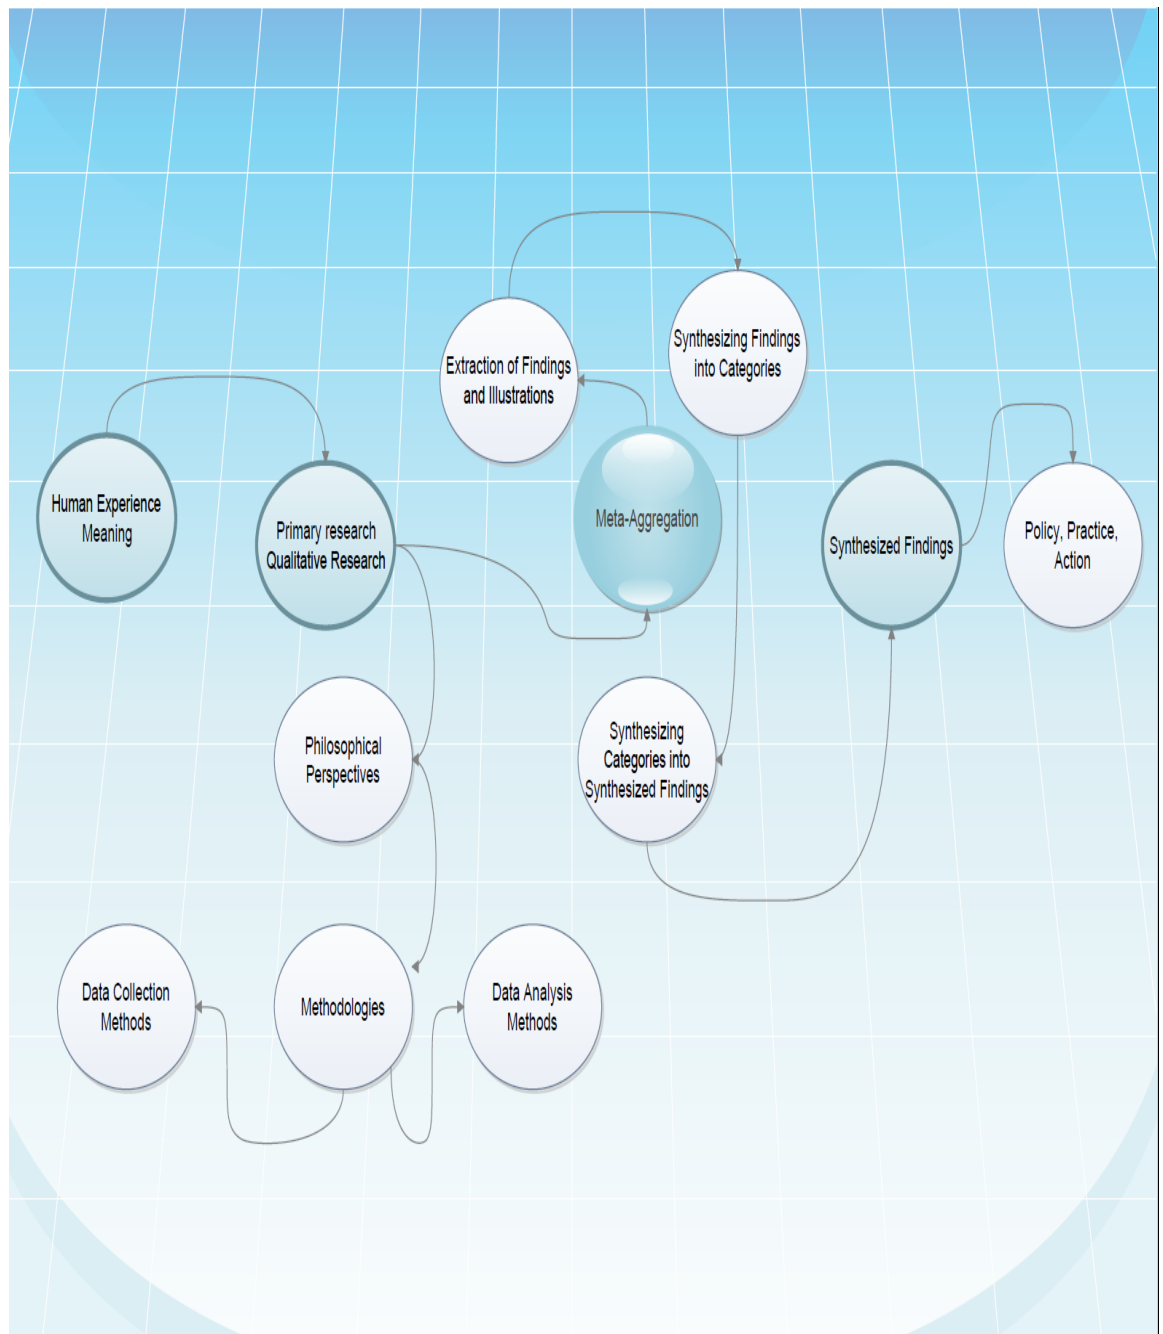 Human Experience
Meaning
Primary research
Qualitative Research
Extraction of Findings
and Illustrations
Synthesizing Findings
into Categories
Meta-Aggregation
Synthesized Findings
Policy, Practice,
Action
Philosophical
Perspectives
Synthesizing
Categories into
Synthesized Findings
Data Collection
Methods
Methodologies
Data Analysis
Methods